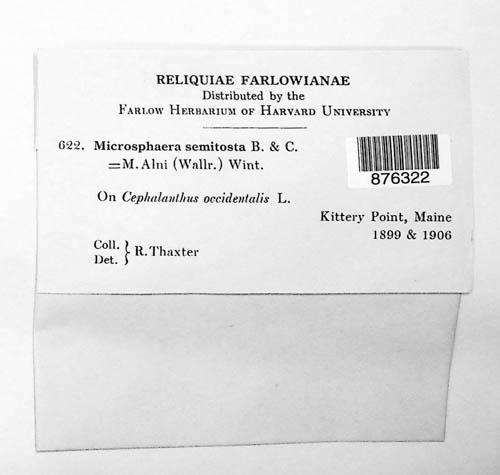 RELIQUIAE FARLOWIANAE
Distributed by the
FARLOW HERBARIUM OF HARVARD UNIVERSITY
622. Microsphaera semitosta B. & C.
=M. Alni (Wallr.) Wint.
876322
On Cephalanthus occidentalis L.
Kittery Point, Maine
1899 & 1906
Coll.
Det. } R. Thaxter